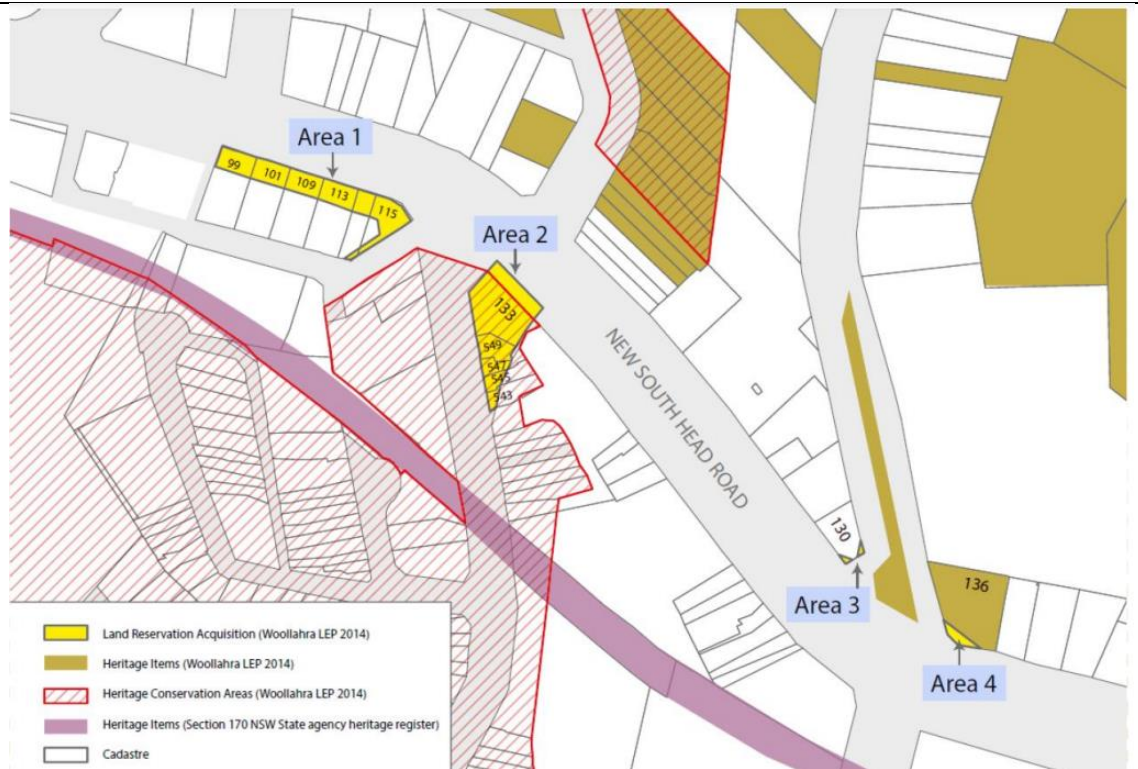 Area 1
99
101
109
113
115
Area 2
133
549
547
545
543
NEW SOUTH HEAD ROAD
130
Area 3
136
Area 4
Land Reservation Acquisition (Woollahra LEP 2014)
Heritage Items (Woollahra LEP 2014)
Heritage Conservation Areas (Woollahra LEP 2014)
Heritage Items (Section 170 NSW State agency heritage register)
Cadastre